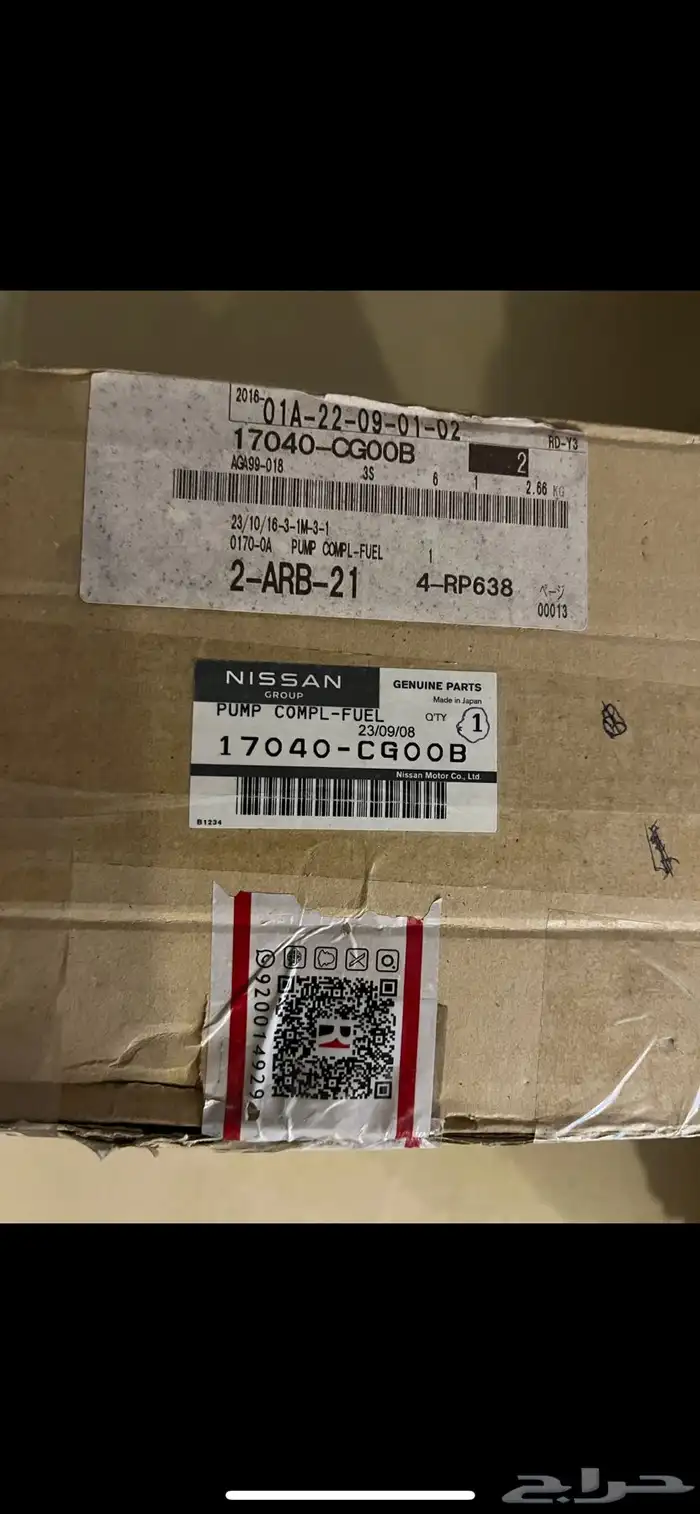 2016-
01A-22-09-01-02
17040-CG00B
RD-Y3
2
AGA99-018
3S
6
1
2.66 KG
23/10/16-3-1M-3-1
0170-0A PUMP COMPL-FUEL 1
2-ARB-21 4-RP638
ページ
00013
NISSAN
GROUP
GENUINE PARTS
Made in Japan
PUMP COMPL-FUEL
Q'TY 1
23/09/08
17040-CG00B
Nissan Motor Co., Ltd.
B1234
920014929
حراج